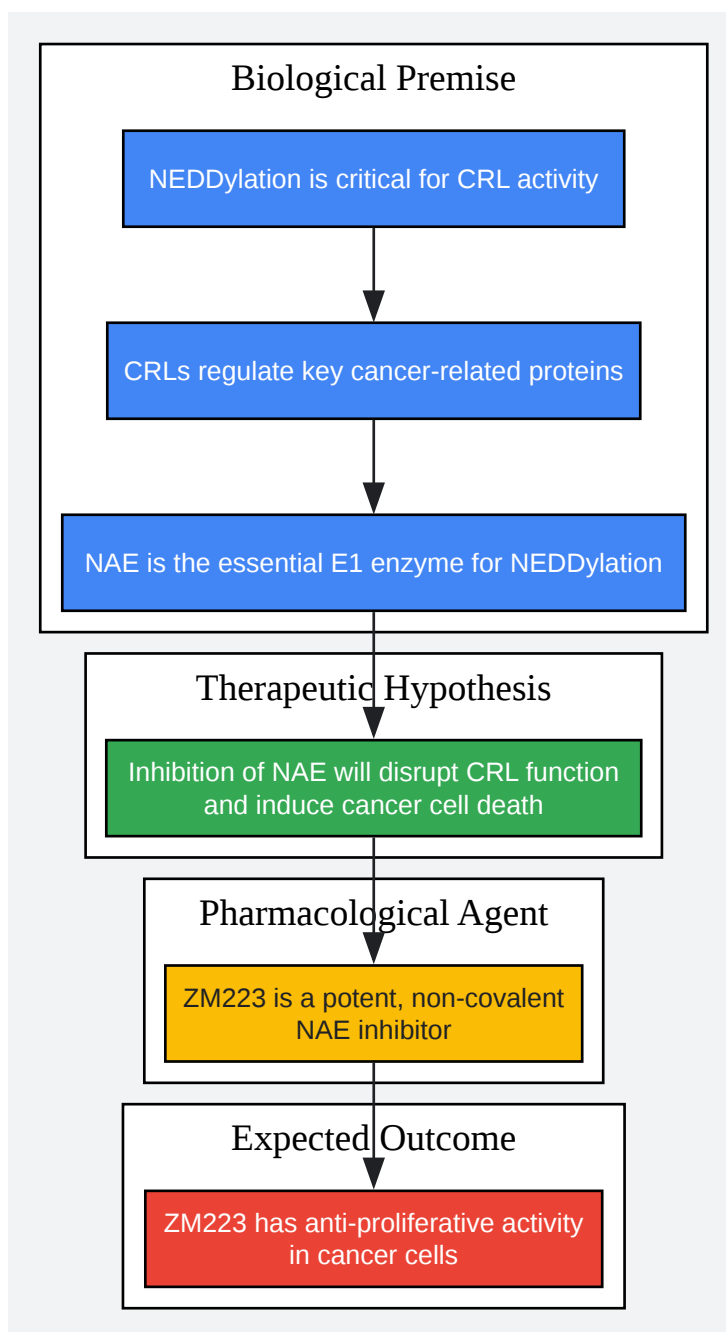 Biological Premise
NEDDylation is critical for CRL activity
CRLs regulate key cancer-related proteins
NAE is the essential E1 enzyme for NEDDylation
Therapeutic Hypothesis
Inhibition of NAE will disrupt CRL function
and induce cancer cell death
Pharmacological Agent
ZM223 is a potent, non-covalent
NAE inhibitor
Expected Outcome
ZM223 has anti-proliferative activity
in cancer cells